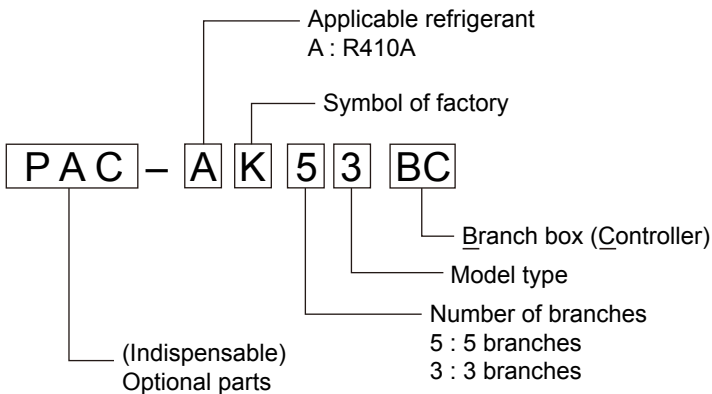 Applicable refrigerant
A : R410A
Symbol of factory
PAC – A K 5 3 BC
Branch box (Controller)
Model type
Number of branches
5 : 5 branches
3 : 3 branches
(Indispensable)
Optional parts